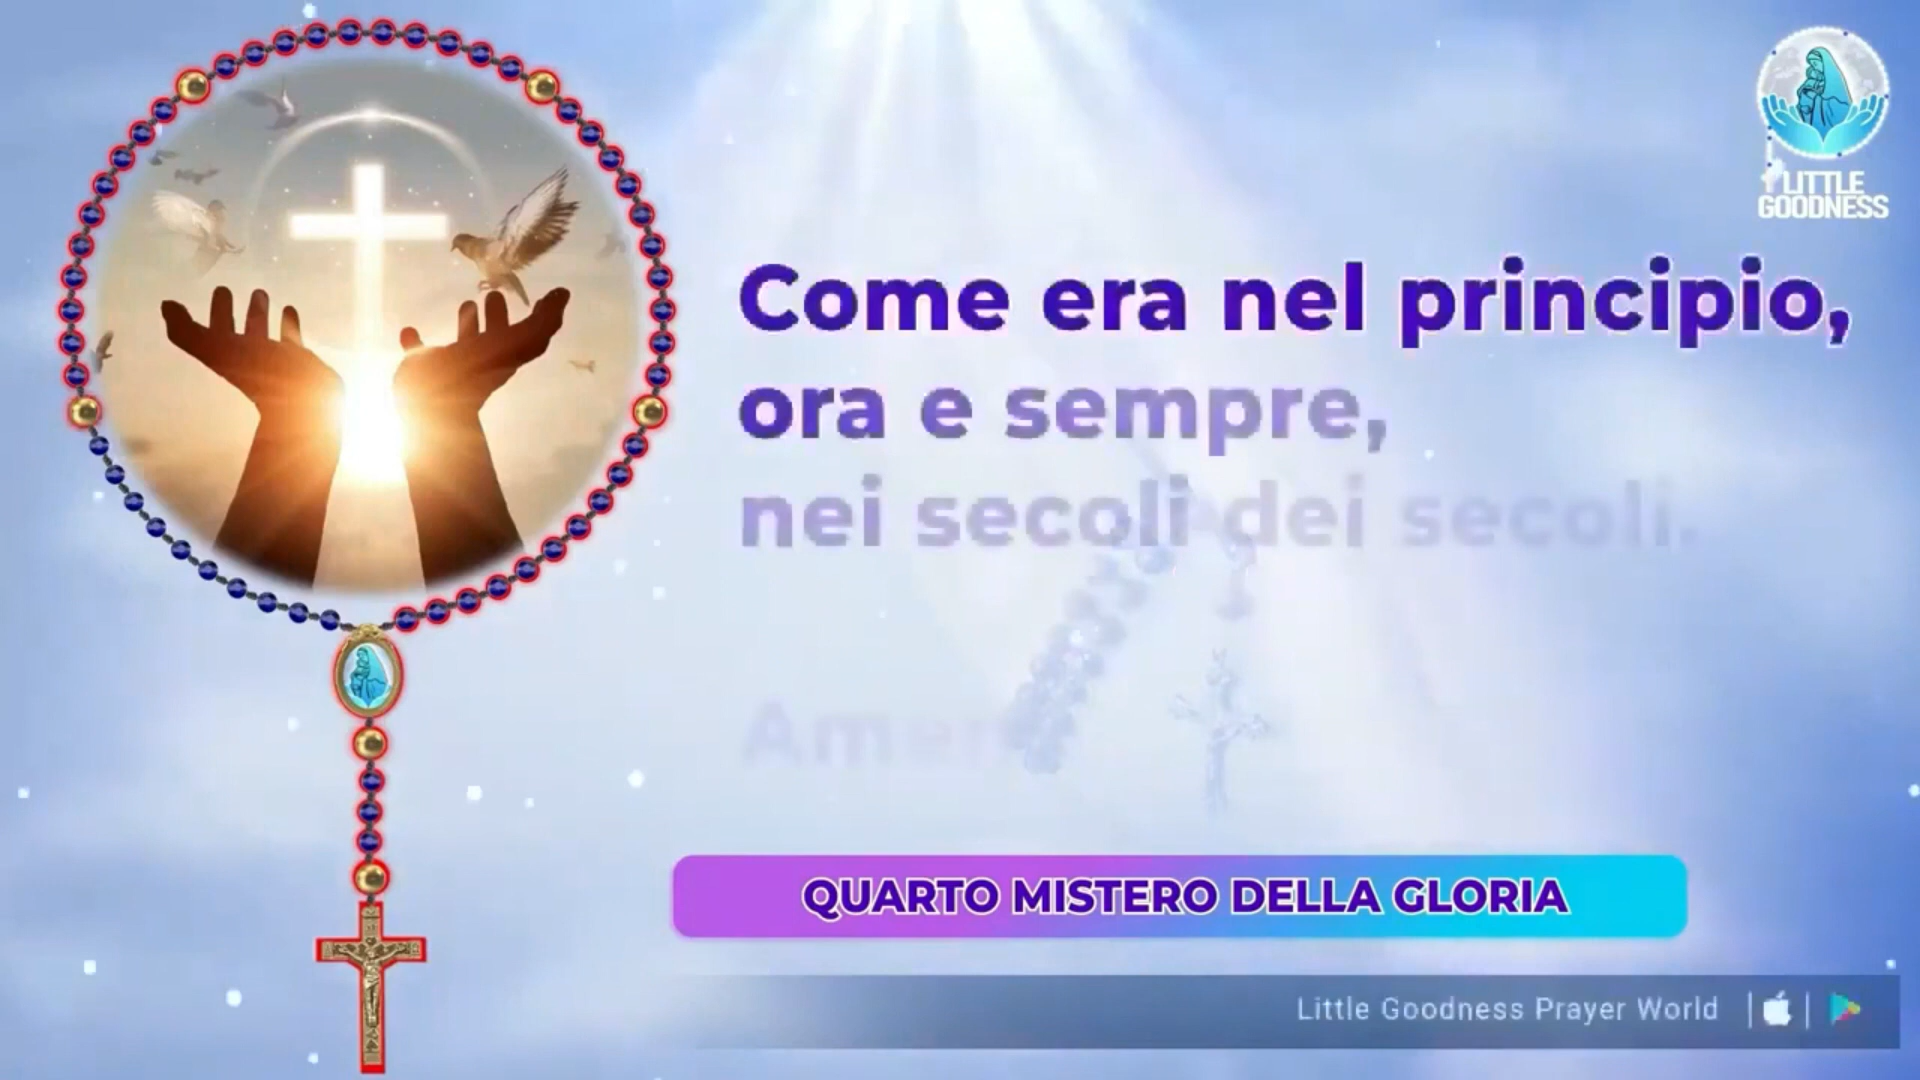 LITTLE
GOODNESS
Come era nel principio,
ora e sempre,
nei secoli dei secoli.
Amen
QUARTO MISTERO DELLA GLORIA
Little Goodness Prayer World